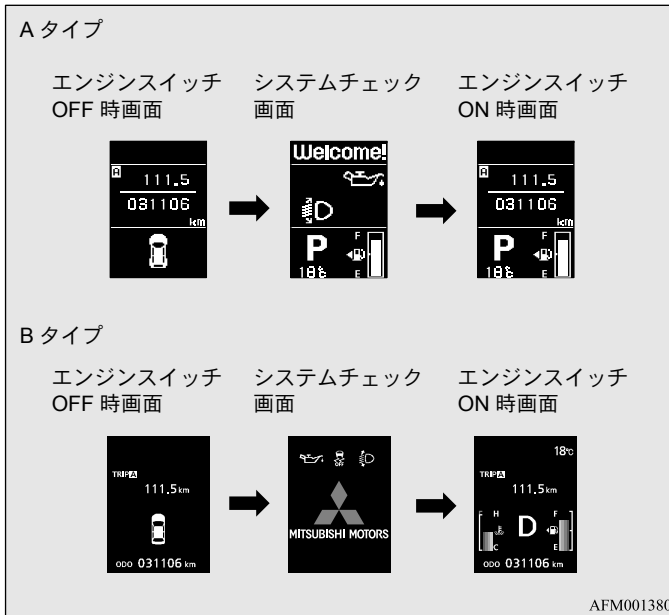 A タイプ
エンジンスイッチ
OFF 時画面
システムチェック
画面
エンジンスイッチ
ON 時画面
A
111.5
031106
km
Welcome!
P
18℃
F
E
A
111.5
031106
km
P
18℃
F
E
B タイプ
エンジンスイッチ
OFF 時画面
システムチェック
画面
エンジンスイッチ
ON 時画面
TRIP A
111.5 km
ODO 031106 km
OFF
MITSUBISHI MOTORS
18℃
TRIP A
111.5 km
H
C
D
F
E
ODO 031106 km
AFM001380